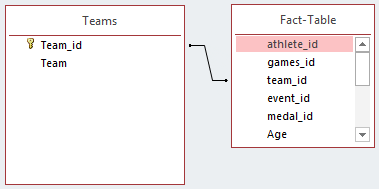 Teams
Team_id
Team
Fact-Table
athlete_id
games_id
team_id
event_id
medal_id
Age